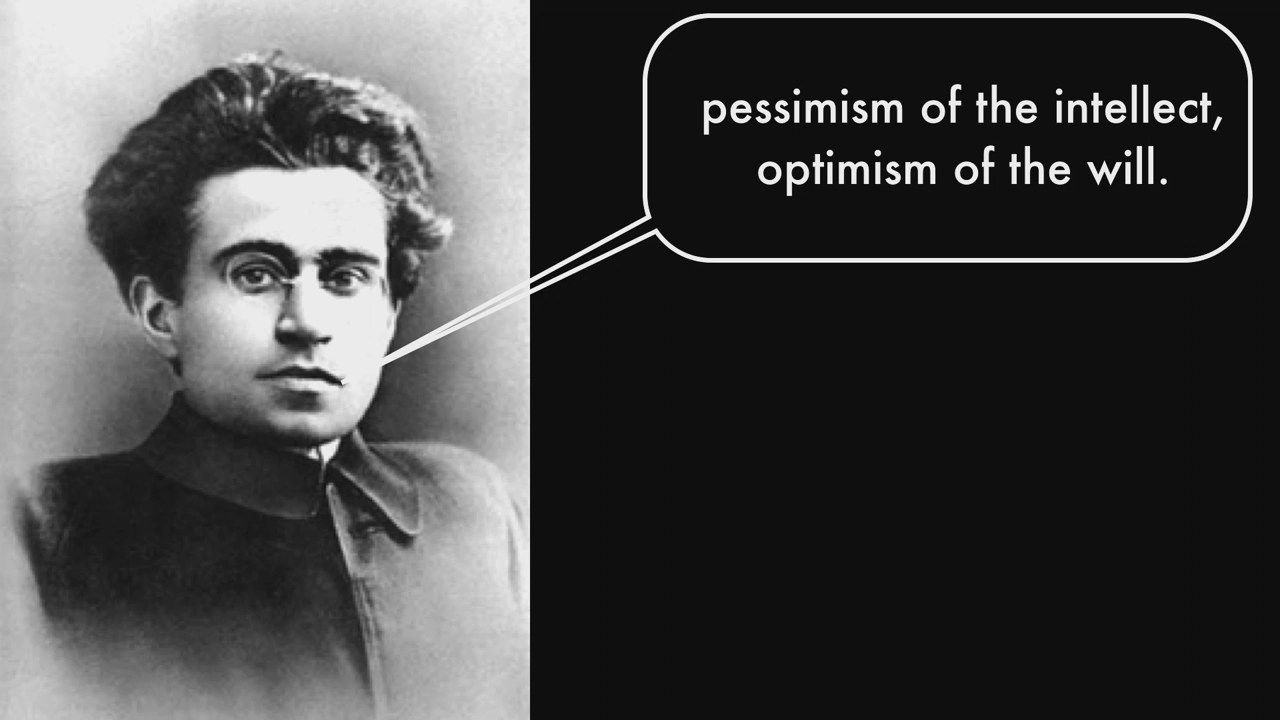 pessimism of the intellect,
optimism of the will.